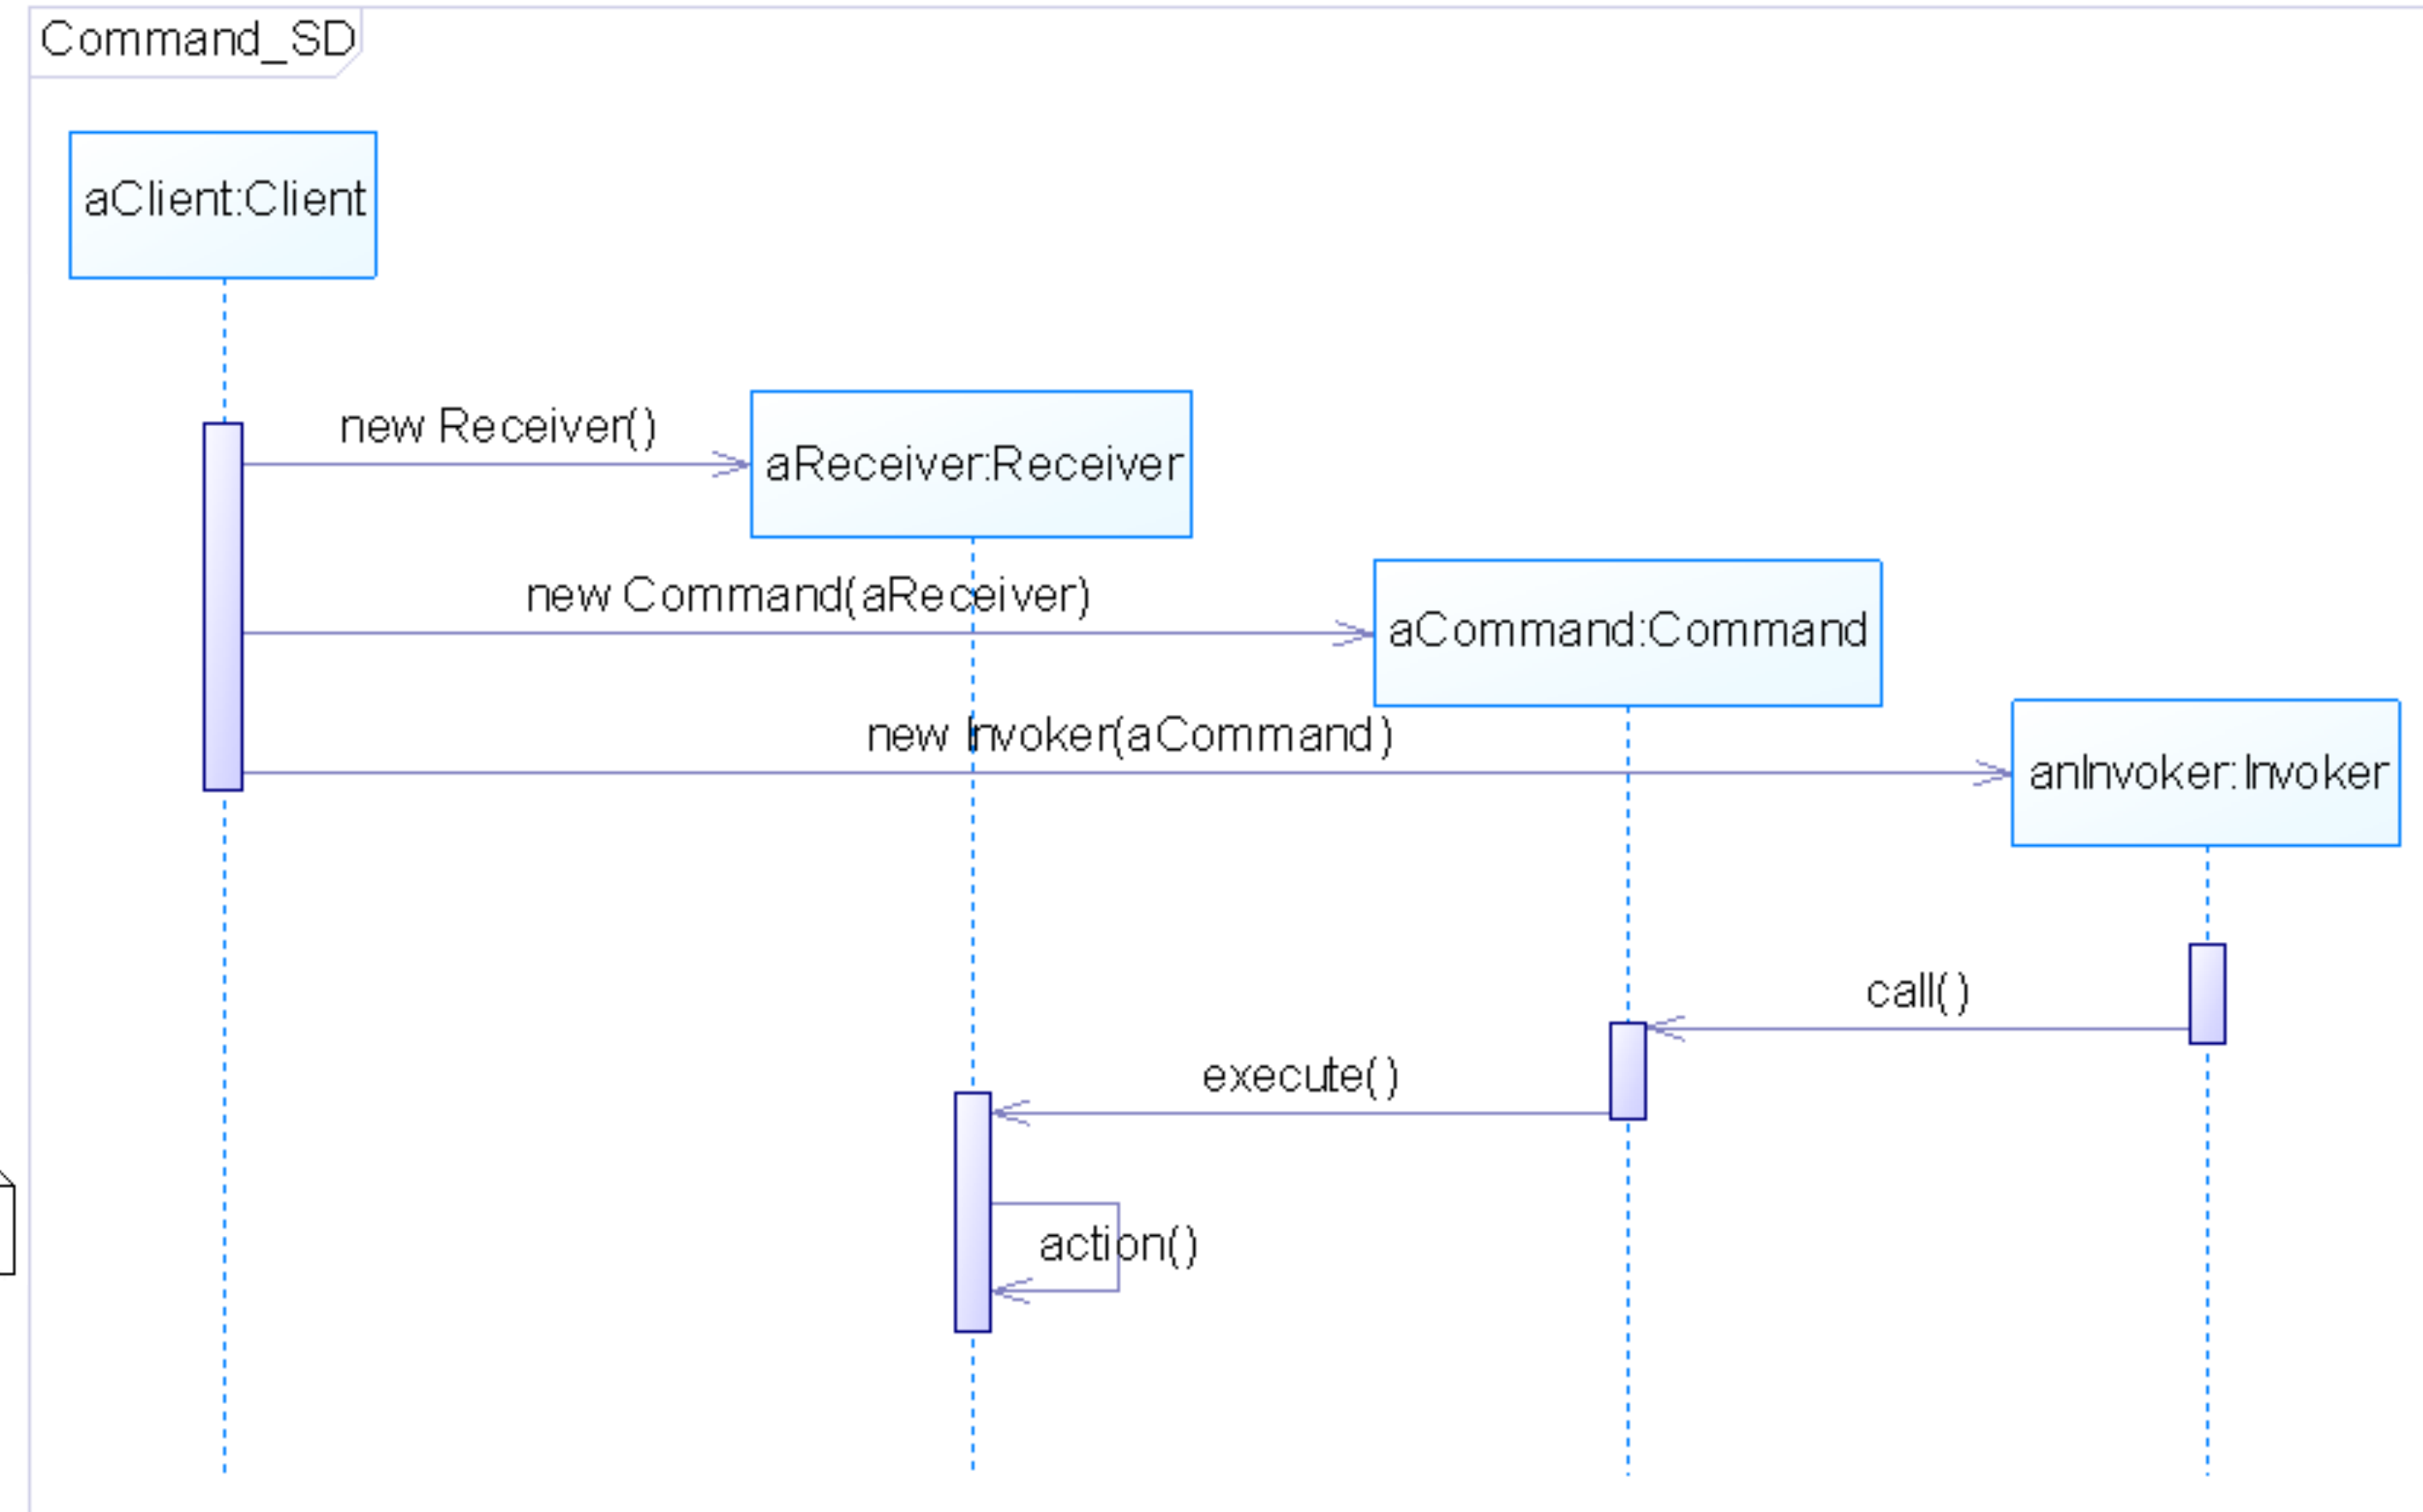 Command_SD
aClient:Client
new Receiver()
aReceiver:Receiver
new Command(aReceiver)
aCommand:Command
new Invoker(aCommand)
anInvoker:Invoker
call()
execute()
action()